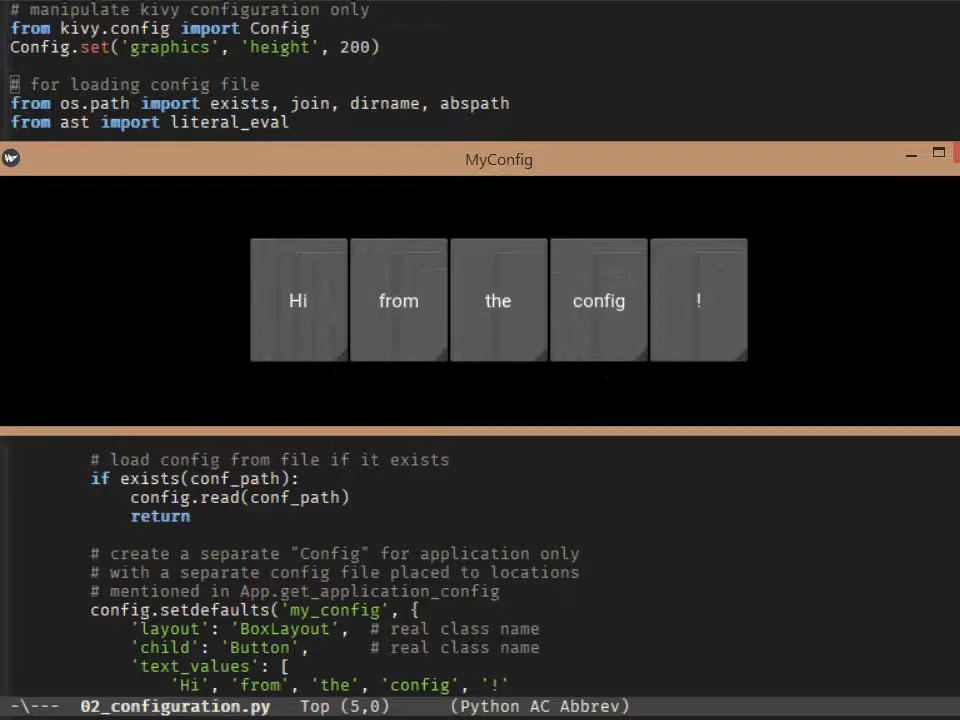 # manipulate kivy configuration only
from kivy.config import Config
Config.set('graphics', 'height', 200)
# for loading config file
from os.path import exists, join, dirname, abspath
from ast import literal_eval
MyConfig
Hi from the config !
# load config from file if it exists
if exists(conf_path):
config.read(conf_path)
return
# create a separate "Config" for application only
# with a separate config file placed to locations
# mentioned in App.get_application_config
config.setdefaults('my_config', {
'layout': 'BoxLayout', # real class name
'child': 'Button', # real class name
'text_values': [
'Hi', 'from', 'the', 'config', '!'
-\--- 02_configuration.py Top (5,0) (Python AC Abbrev)